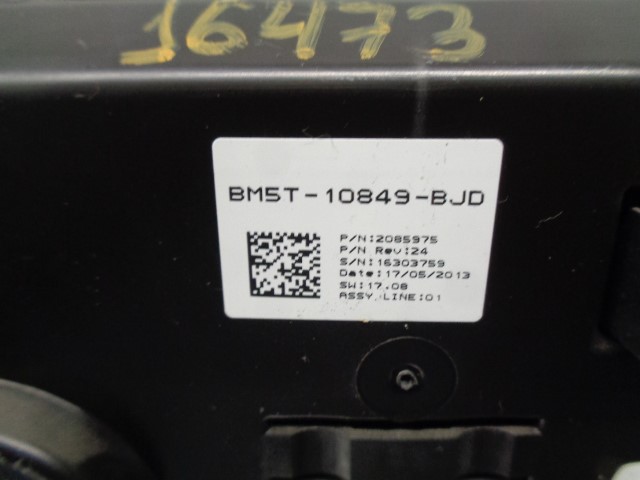 16473
BM5T-10849-BJD
P/N:2085975
P/N Rev:24
S/N:16303759
Date:17/05/2013
SW:17.08
ASSY.LINE:01